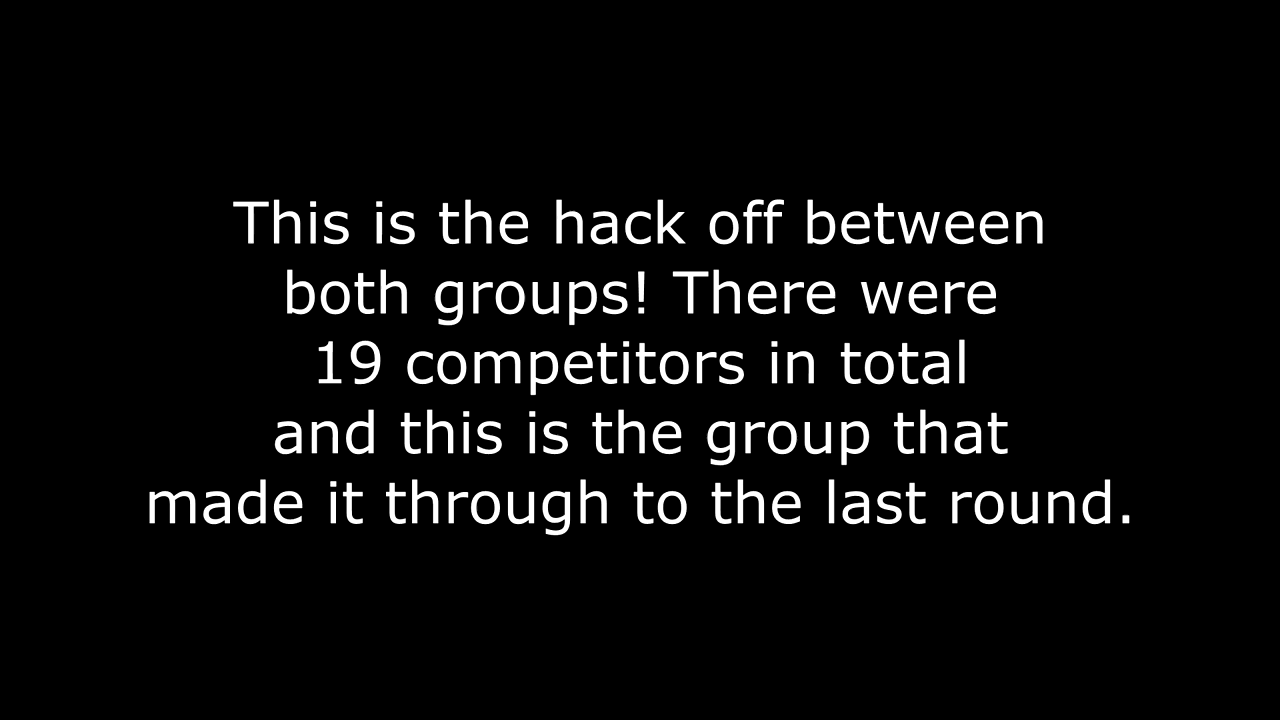 This is the hack off between
both groups! There were
19 competitors in total
and this is the group that
made it through to the last round.